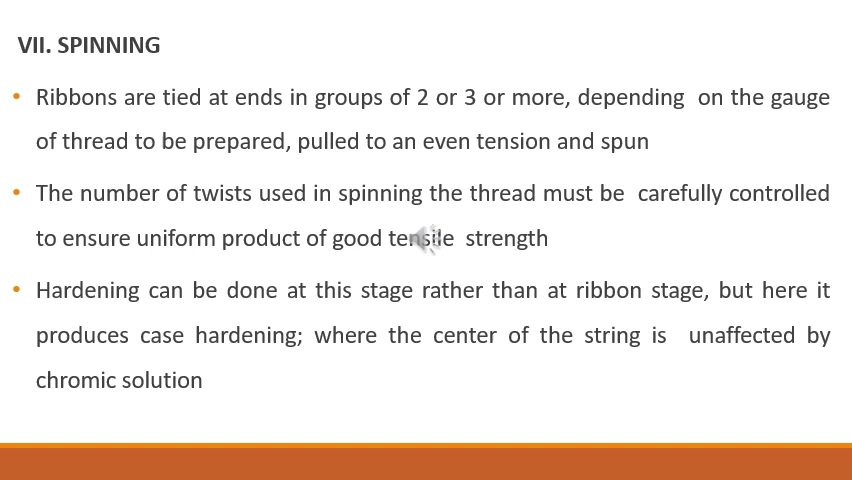 VII. SPINNING
• Ribbons are tied at ends in groups of 2 or 3 or more, depending on the gauge
of thread to be prepared, pulled to an even tension and spun
• The number of twists used in spinning the thread must be carefully controlled
to ensure uniform product of good tensile strength
• Hardening can be done at this stage rather than at ribbon stage, but here it
produces case hardening; where the center of the string is unaffected by
chromic solution